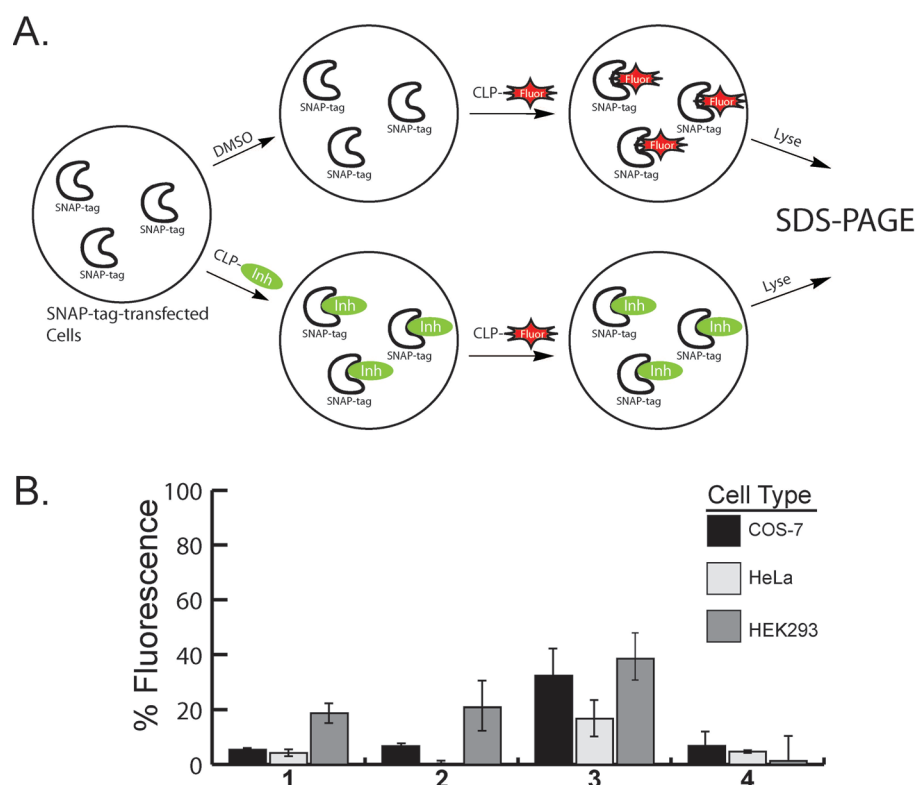 A.
SNAP-tag
SNAP-tag
SNAP-tag
SNAP-tag-transfected
Cells
DMSO
CLP-
Inh
SNAP-tag
SNAP-tag
SNAP-tag
CLP-
Fluor
Fluor
SNAP-tag
Fluor
SNAP-tag
Fluor
SNAP-tag
Lyse
Inh
SNAP-tag
Inh
SNAP-tag
Inh
SNAP-tag
CLP-
Fluor
Inh
SNAP-tag
Inh
SNAP-tag
Inh
SNAP-tag
Lyse
SDS-PAGE
B.
% Fluorescence
100
80
60
40
20
0
1
2
3
4
Cell Type
COS-7
HeLa
HEK293